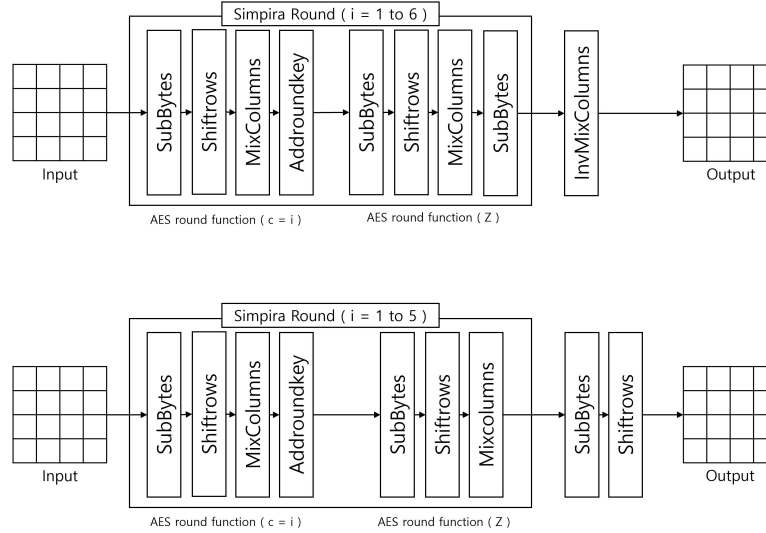 Simpira Round ( i = 1 to 6 )
SubBytes
Shiftrows
MixColumns
Addroundkey
SubBytes
Shiftrows
MixColumns
SubBytes
InvMixColumns
Input
Output
AES round function ( c = i )
AES round function ( Z )
Simpira Round ( i = 1 to 5 )
SubBytes
Shiftrows
MixColumns
Addroundkey
SubBytes
Shiftrows
Mixcolumns
SubBytes
Shiftrows
Input
Output
AES round function ( c = i )
AES round function ( Z )